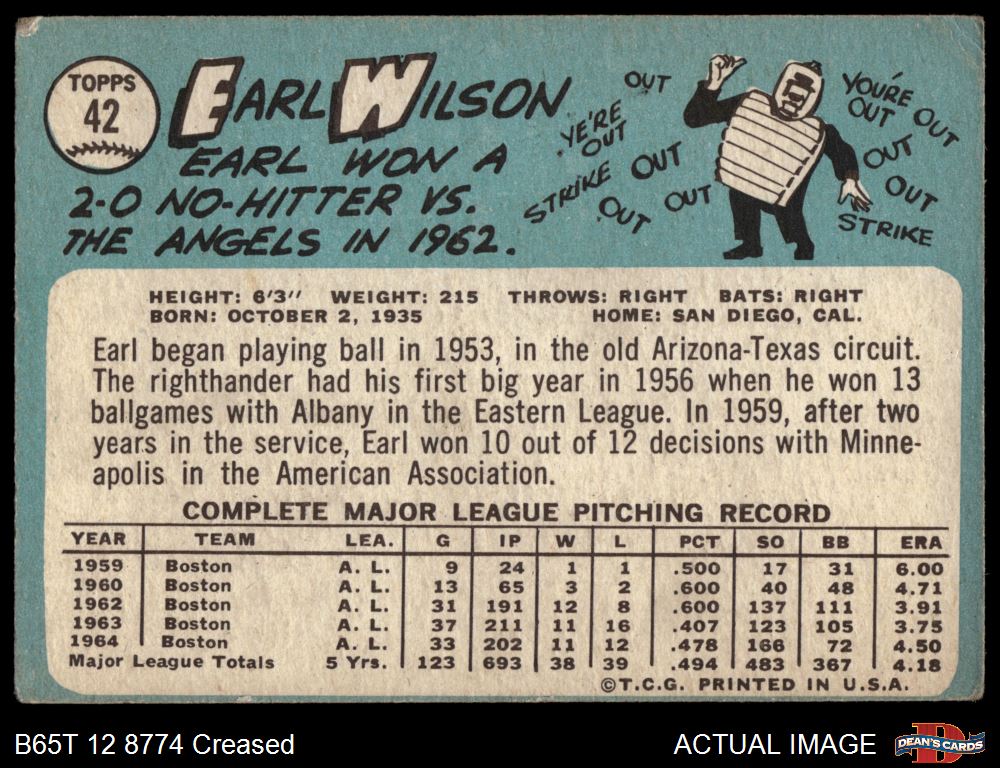 TOPPS
42
EARL WILSON
EARL WON A
2-0 NO-HITTER VS.
THE ANGELS IN 1962.
OUT
YE'RE
OUT
STRIKE
OUT
OUT
OUT
YOU'RE
OUT
OUT
OUT
OUT
STRIKE
HEIGHT: 6'3" WEIGHT: 215 THROWS: RIGHT BATS: RIGHT
BORN: OCTOBER 2, 1935 HOME: SAN DIEGO, CAL.
Earl began playing ball in 1953, in the old Arizona-Texas circuit.
The righthander had his first big year in 1956 when he won 13
ballgames with Albany in the Eastern League. In 1959, after two
years in the service, Earl won 10 out of 12 decisions with Minne-
apolis in the American Association.
COMPLETE MAJOR LEAGUE PITCHING RECORD
YEAR TEAM LEA. G IP W L PCT SO BB ERA
1959 Boston A. L. 9 24 1 1 .500 17 31 6.00
1960 Boston A. L. 13 65 3 2 .600 40 48 4.71
1962 Boston A. L. 31 191 12 8 .600 137 111 3.91
1963 Boston A. L. 37 211 11 16 .407 123 105 3.75
1964 Boston A. L. 33 202 11 12 .478 166 72 4.50
Major League Totals 5 Yrs. 123 693 38 39 .494 483 367 4.18
©T.C.G. PRINTED IN U.S.A.
B65T 12 8774 Creased
ACTUAL IMAGE
D
DEAN'S CARDS